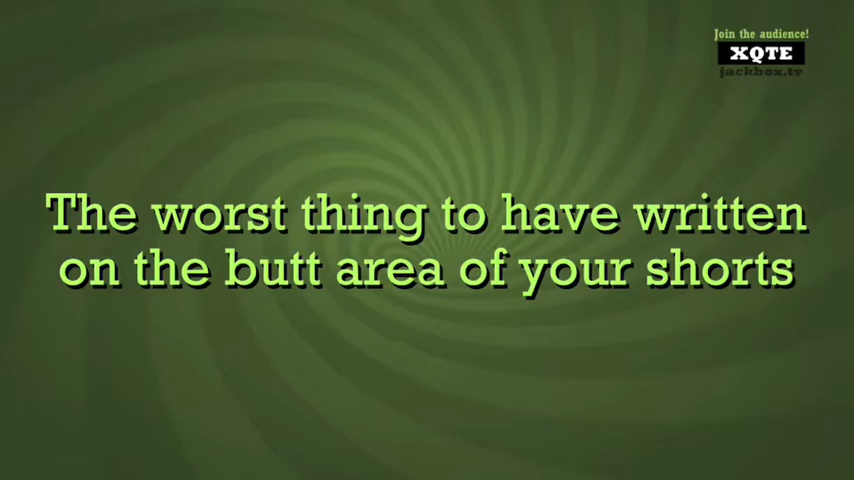 Join the audience!
XQTE
jackbox.tv
The worst thing to have written
on the butt area of your shorts